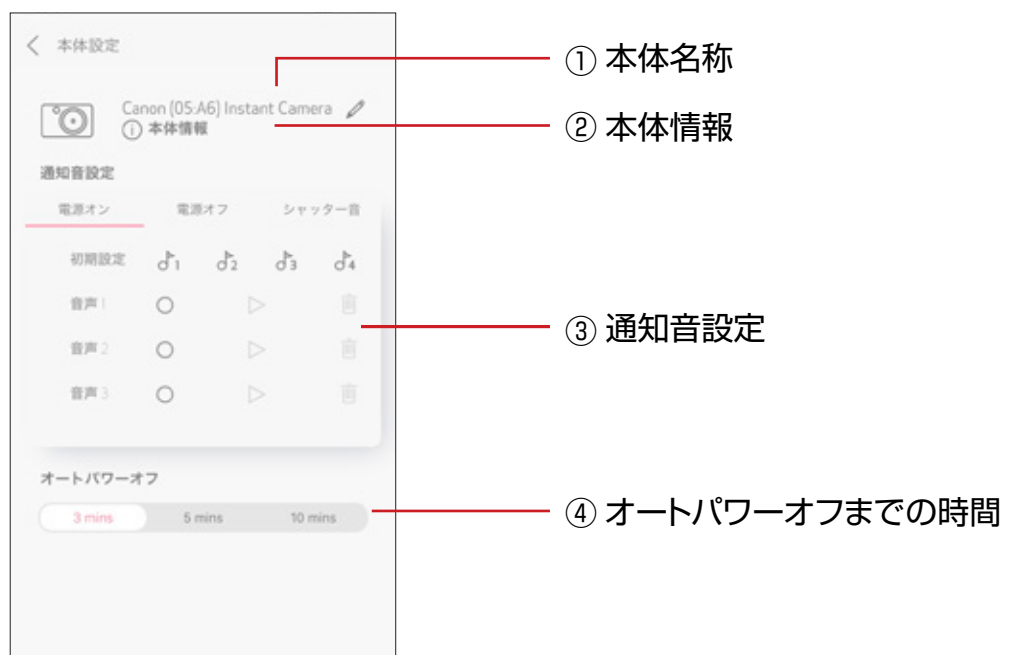 本体設定
① 本体名称
Canon (05:A6) Instant Camera
本体情報
② 本体情報
通知音設定
電源オン 電源オフ シャッター音
初期設定 1 2 3 4
音声 1
③ 通知音設定
音声 2
音声 3
オートパワーオフ
3 mins 5 mins 10 mins
④ オートパワーオフまでの時間